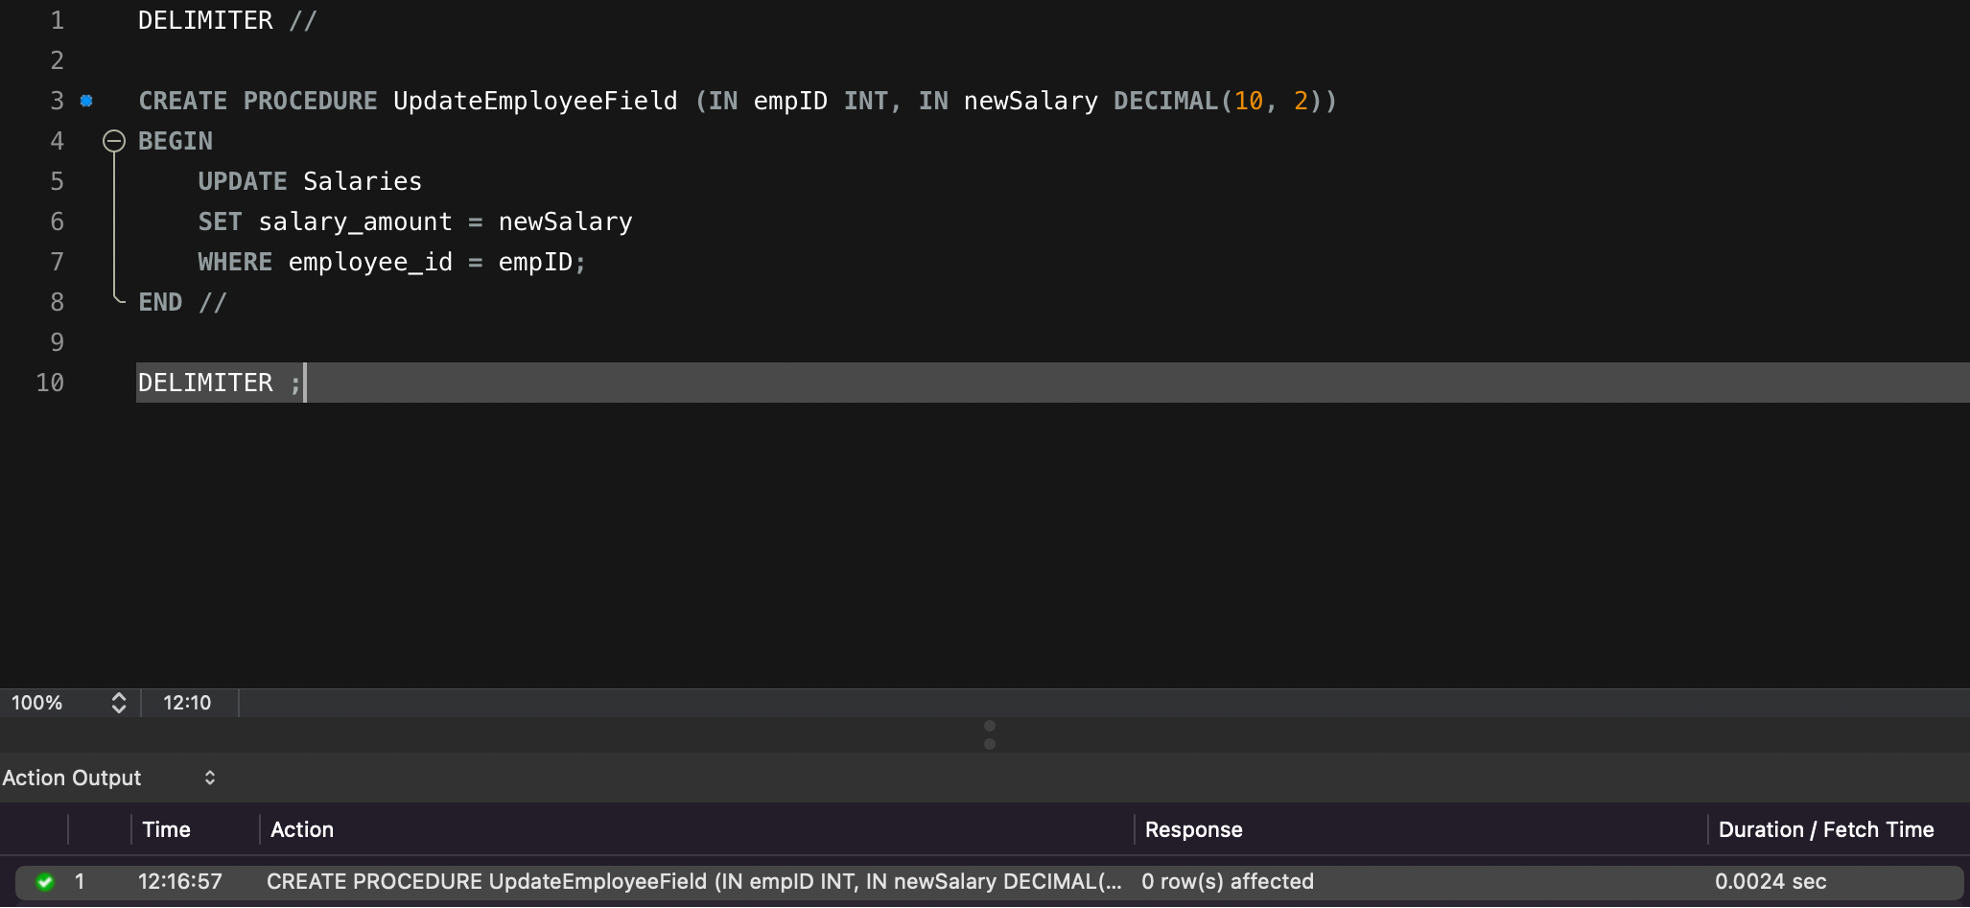 1 DELIMITER //
2
3 CREATE PROCEDURE UpdateEmployeeField (IN empID INT, IN newSalary DECIMAL(10, 2))
4 BEGIN
5 UPDATE Salaries
6 SET salary_amount = newSalary
7 WHERE employee_id = empID;
8 END //
9
10 DELIMITER ;
100% 12:10
Action Output
Time Action Response Duration / Fetch Time
1 12:16:57 CREATE PROCEDURE UpdateEmployeeField (IN empID INT, IN newSalary DECIMAL(... 0 row(s) affected 0.0024 sec